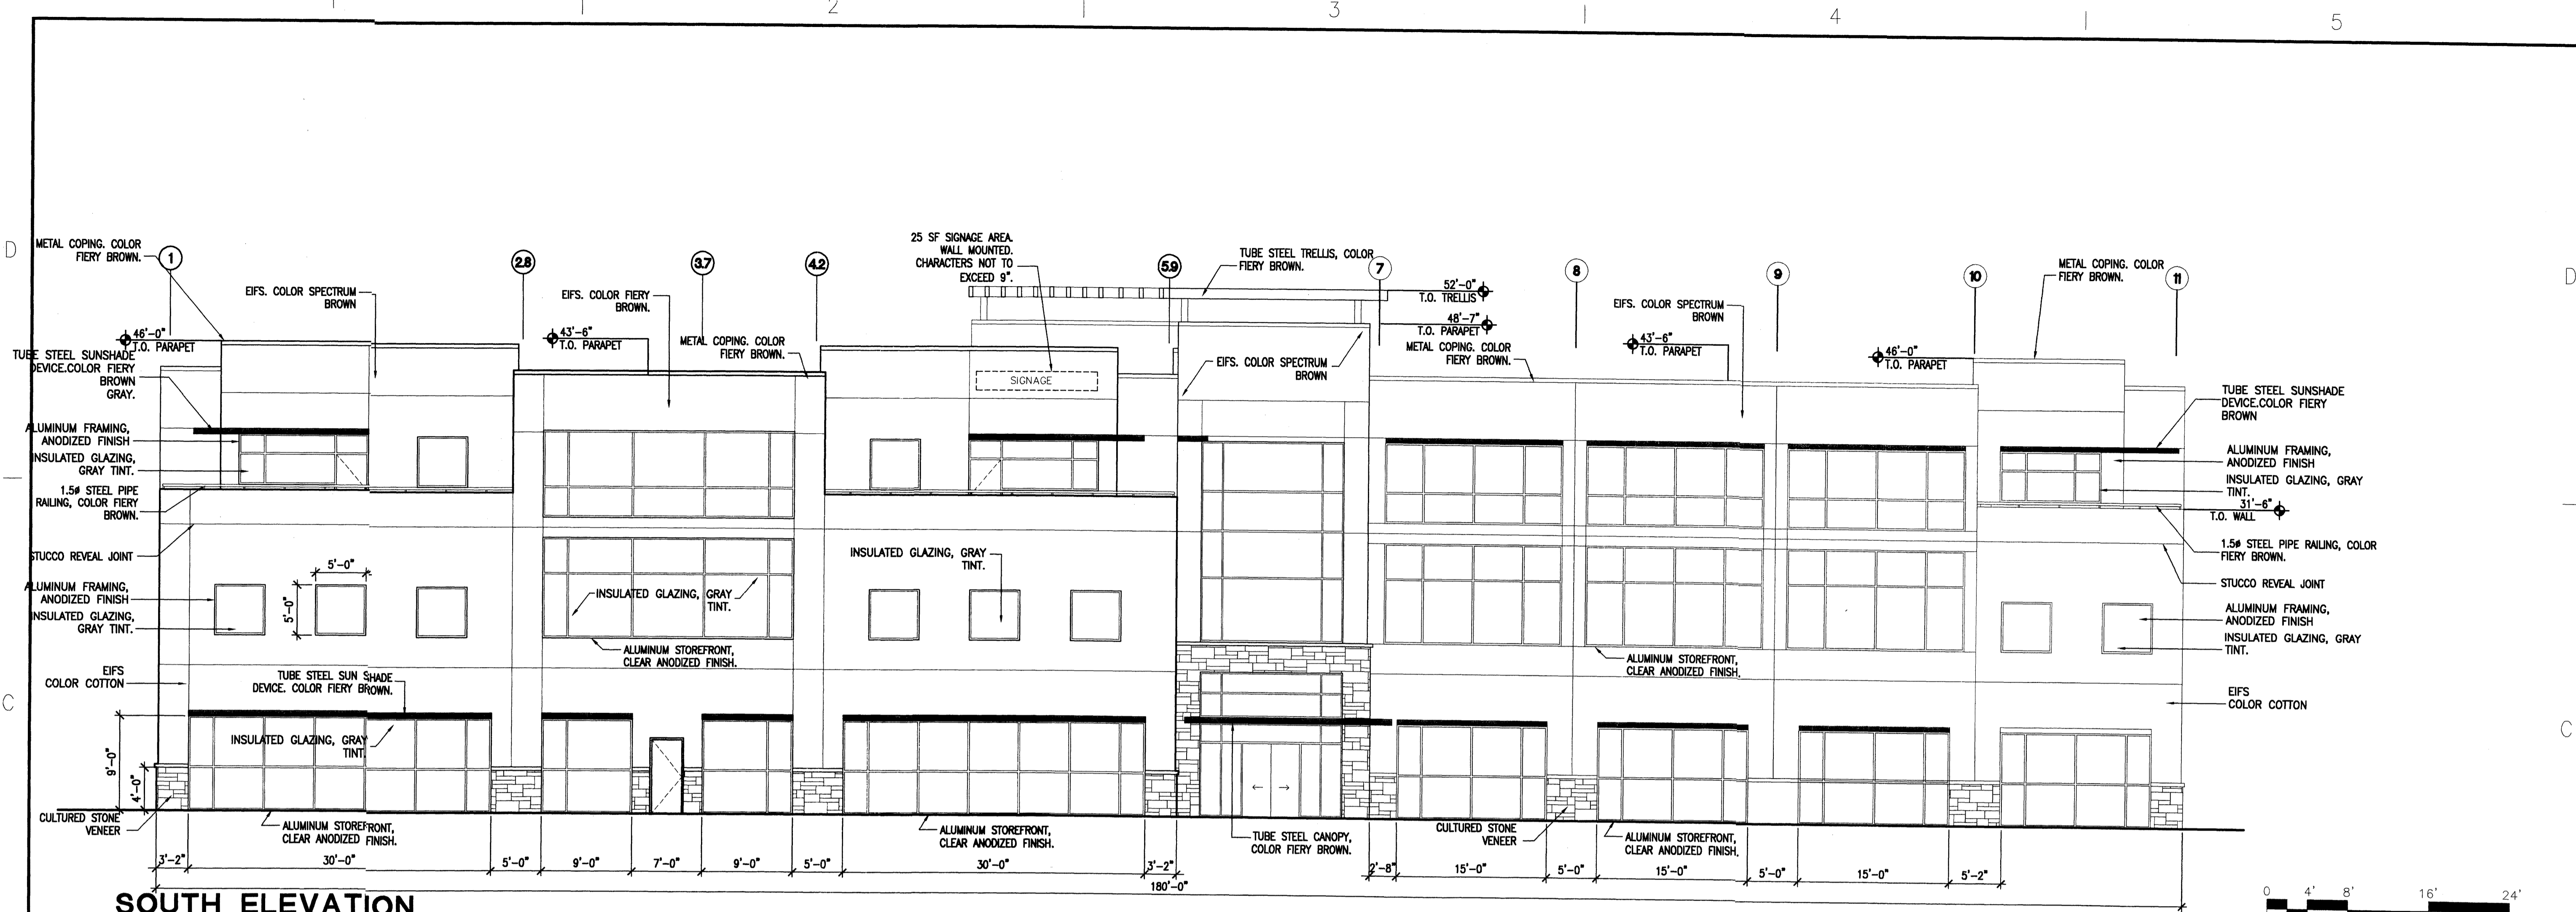 2
3
4
5
D
METAL COPING. COLOR
FIERY BROWN.
1
EIFS. COLOR SPECTRUM
BROWN
2.8
EIFS. COLOR FIERY
BROWN.
3.7
4.2
25 SF SIGNAGE AREA.
WALL MOUNTED.
CHARACTERS NOT TO
EXCEED 9".
5.9
TUBE STEEL TRELLIS, COLOR
FIERY BROWN.
7
8
9
10
METAL COPING. COLOR
FIERY BROWN.
11
D
52'-0"
T.O. TRELLIS
48'-7"
T.O. PARAPET
EIFS. COLOR SPECTRUM
BROWN
46'-0"
T.O. PARAPET
43'-6"
T.O. PARAPET
METAL COPING. COLOR
FIERY BROWN.
METAL COPING. COLOR
FIERY BROWN.
43'-6"
T.O. PARAPET
46'-0"
T.O. PARAPET
TUBE STEEL SUNSHADE
DEVICE.COLOR FIERY
BROWN
GRAY.
SIGNAGE
EIFS. COLOR SPECTRUM
BROWN
TUBE STEEL SUNSHADE
DEVICE.COLOR FIERY
BROWN
ALUMINUM FRAMING,
ANODIZED FINISH
INSULATED GLAZING,
GRAY TINT.
1.5ø STEEL PIPE
RAILING, COLOR FIERY
BROWN.
ALUMINUM FRAMING,
ANODIZED FINISH
INSULATED GLAZING, GRAY
TINT.
31'-6"
T.O. WALL
STUCCO REVEAL JOINT
1.5ø STEEL PIPE RAILING, COLOR
FIERY BROWN.
STUCCO REVEAL JOINT
5'-0"
5'-0"
ALUMINUM FRAMING,
ANODIZED FINISH
INSULATED GLAZING,
GRAY TINT.
INSULATED GLAZING, GRAY
TINT.
INSULATED GLAZING, GRAY
TINT.
ALUMINUM FRAMING,
ANODIZED FINISH
INSULATED GLAZING, GRAY
TINT.
ALUMINUM STOREFRONT,
CLEAR ANODIZED FINISH.
ALUMINUM STOREFRONT,
CLEAR ANODIZED FINISH.
EIFS
COLOR COTTON
TUBE STEEL SUN SHADE
DEVICE. COLOR FIERY BROWN.
EIFS
COLOR COTTON
C
C
INSULATED GLAZING, GRAY
TINT.
9'-0"
4'-0"
CULTURED STONE
VENEER
ALUMINUM STOREFRONT,
CLEAR ANODIZED FINISH.
ALUMINUM STOREFRONT,
CLEAR ANODIZED FINISH.
TUBE STEEL CANOPY,
COLOR FIERY BROWN.
CULTURED STONE
VENEER
ALUMINUM STOREFRONT,
CLEAR ANODIZED FINISH.
3'-2"
30'-0"
5'-0"
9'-0"
7'-0"
9'-0"
5'-0"
30'-0"
3'-2"
2'-8"
15'-0"
5'-0"
15'-0"
5'-0"
15'-0"
5'-2"
180'-0"
SOUTH ELEVATION
0 4' 8' 16' 24'